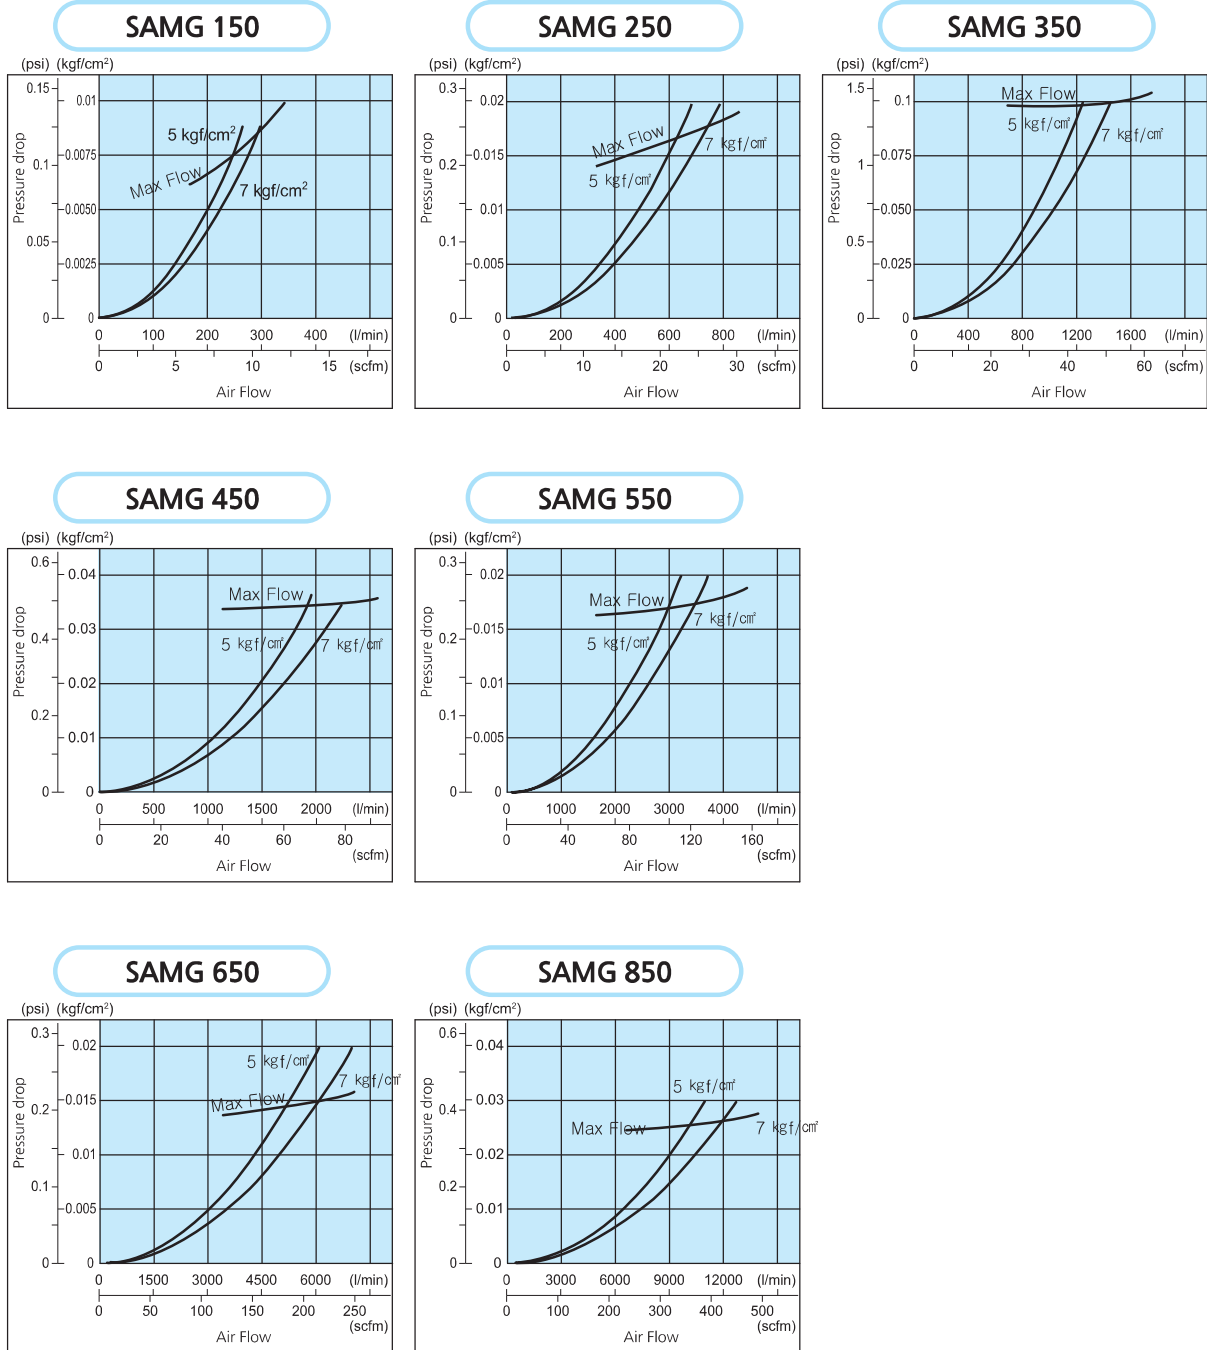 SAMG 150
(psi) (kgf/cm²)
0.15
0.01
5 kgf/cm²
0.1
0.0075
Max Flow
7 kgf/cm²
0.0050
0.05
0.0025
0
0
Pressure drop
100 200 300 400 (l/min)
0 5 10 15 (scfm)
Air Flow
SAMG 250
(psi) (kgf/cm²)
0.3
0.02
Max Flow
7 kgf/cm²
0.2
0.015
5 kgf/cm²
0.01
0.1
0.005
0
0
Pressure drop
200 400 600 800 (l/min)
0 10 20 30 (scfm)
Air Flow
SAMG 350
(psi) (kgf/cm²)
1.5
0.1
Max Flow
5 kgf/cm²
7 kgf/cm²
1
0.075
0.050
0.5
0.025
0
0
Pressure drop
400 800 1200 1600 (l/min)
0 20 40 60 (scfm)
Air Flow
SAMG 450
(psi) (kgf/cm²)
0.6
0.04
Max Flow
0.4
0.03
5 kgf/cm²
7 kgf/cm²
0.02
0.2
0.01
0
0
Pressure drop
500 1000 1500 2000 (l/min)
0 20 40 60 80
(scfm)
Air Flow
SAMG 550
(psi) (kgf/cm²)
0.3
0.02
Max Flow
7 kgf/cm²
0.2
0.015
5 kgf/cm²
0.01
0.1
0.005
0
0
Pressure drop
1000 2000 3000 4000 (l/min)
0 40 80 120 160
(scfm)
Air Flow
SAMG 650
(psi) (kgf/cm²)
0.3
0.02
5 kgf/cm²
7 kgf/cm²
0.2
0.015
Max Flow
0.01
0.1
0.005
0
0
Pressure drop
1500 3000 4500 6000 (l/min)
0 50 100 150 200 250
(scfm)
Air Flow
SAMG 850
(psi) (kgf/cm²)
0.6
0.04
5 kgf/cm²
0.4
0.03
Max Flow
7 kgf/cm²
0.02
0.2
0.01
0
Pressure drop
0 3000 6000 9000 12000 (l/min)
0 100 200 300 400 500
(scfm)
Air Flow